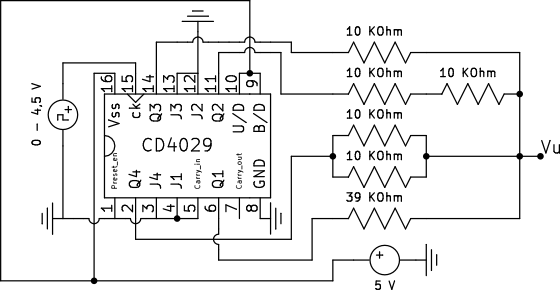 10 KOhm
10 KOhm
10 KOhm
10 KOhm
10 KOhm
39 KOhm
Vu
5 V
0 - 4,5 V
16 15 14 13 12 11 10 9
Vss ck Q3 J3 J2 Q2 U/D B/D
CD4029
Preset_en Q4 J4 J1 Carry_in Q1 Carry_out GND
1 2 3 4 5 6 7 8